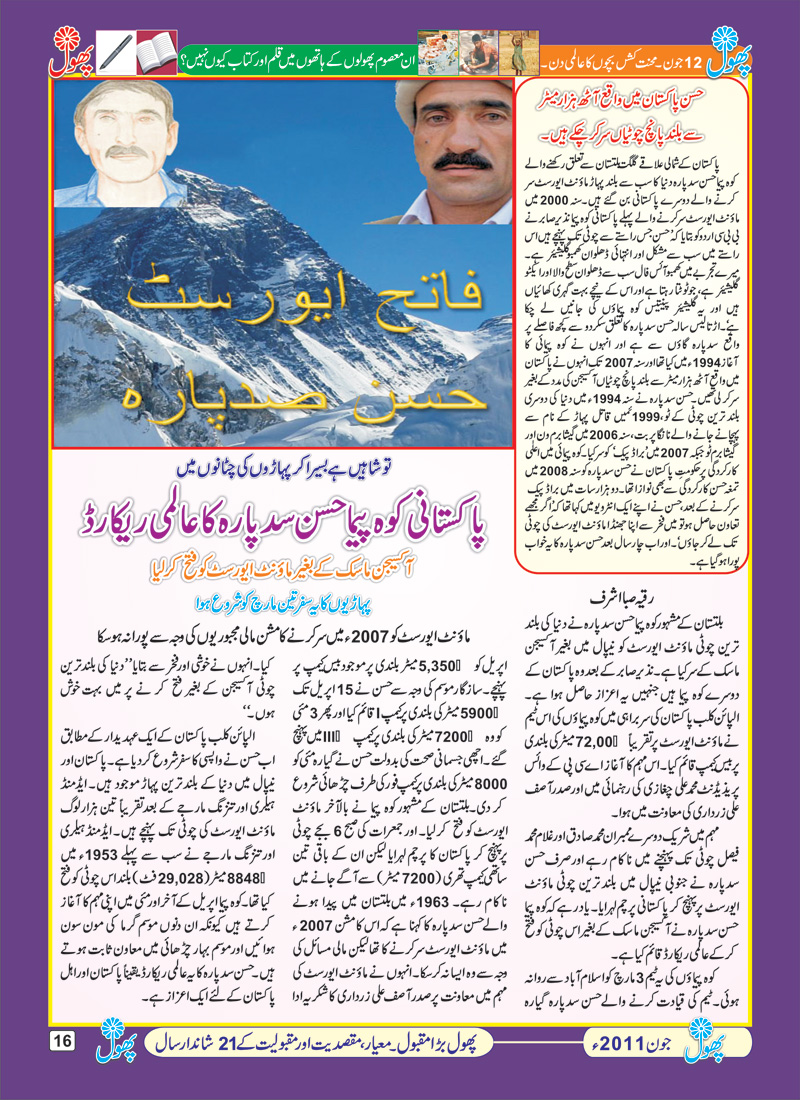 پھول
12 جون۔ محنت کش بچوں کا عالمی دن۔
ان معصوم پھولوں کے ہاتھوں میں قلم اور کتاب کیوں نہیں؟
پھول
حسن پاکستان میں واقع آٹھ ہزار میٹر
سے بلند پانچ چوٹیاں سر کر چکے ہیں۔
پاکستان کے شمالی علاقے گلگت بلتستان سے تعلق رکھنے والے
کوہ پیما حسن سدپارہ دنیا کا سب سے بلند پہاڑ ماؤنٹ ایورسٹ سر
کرنے والے دوسرے پاکستانی بن گئے ہیں۔ سنہ 2000 میں
ماؤنٹ ایورسٹ سر کرنے والے پہلے پاکستانی کوہ پیما نذیر صابر نے
بی بی سی اردو کو بتایا کہ 'حسن جس راستے سے چوٹی تک پہنچے ہیں اس
راستے میں سب سے مشکل اور انتہائی ڈھلوان کھمبو گلیشیئر ہے۔
میرے تجربے میں کھمبو آئس فال سب سے ڈھلوان سطح والا اور ایکٹو
گلیشیئر ہے، جو ٹوٹتا رہتا ہے اور اس کے نیچے بہت گہری کھائیاں
ہیں اور یہ گلیشیئر پینتیس کوہ پیماؤں کی جانیں لے چکا
ہے'۔ اڑتالیس سالہ حسن سدپارہ کا تعلق سکردو سے کچھ فاصلے پر
واقع سدپارہ گاؤں سے ہے اور انہوں نے کوہ پیمائی کا
آغاز 1994ء میں کیا تھا اور سنہ 2007 تک انہوں نے پاکستان
میں واقع آٹھ ہزار میٹر سے بلند پانچ چوٹیاں آکسیجن کی مدد کے بغیر
سر کر لی تھیں۔ حسن سدپارہ نے سنہ 1994ء میں دنیا کی دوسری
بلند ترین چوٹی کے ٹو، 1999ء میں قاتل پہاڑ کے نام سے
پہچانے جانے والے نانگا پربت، سنہ 2006 میں گیشا برم ون اور
گیشا برم ٹو جبکہ 2007 میں 'براڈ پیک' کو سر کیا۔ کوہ پیمائی میں اعلیٰ
کارکردگی پر حکومتِ پاکستان نے حسن سدپارہ کو سنہ 2008 میں
تمغہ حسن کارکردگی سے بھی نوازا تھا۔ دو ہزار سات میں براڈ پیک
سر کرنے کے بعد حسن نے اپنے ایک انٹرویو میں کہا تھا کہ 'اگر مجھے
تعاون حاصل ہو تو میں فخر سے اپنا جھنڈا ماؤنٹ ایورسٹ کی چوٹی
تک لے کر جاؤں'۔ اور اب چار سال بعد حسن سدپارہ کا یہ خواب
پورا ہو گیا ہے۔
فاتح ایورسٹ
حسن صدپارہ
تو شاہیں ہے بسیرا کر پہاڑوں کی چٹانوں میں
پاکستانی کوہ پیما حسن سدپارہ کا عالمی ریکارڈ
آکسیجن ماسک کے بغیر ماؤنٹ ایورسٹ کو فتح کر لیا
پہاڑیوں کا یہ سفر تین مارچ کو شروع ہوا
ماؤنٹ ایورسٹ کو 2007ء میں سر کرنے کا مشن مالی مجبوریوں کی وجہ سے پورا نہ ہو سکا
رقیہ صبا اشرف
بلتستان کے مشہور کوہ پیما حسن سدپارہ نے دنیا کی بلند
ترین چوٹی ماؤنٹ ایورسٹ کو نیپال میں بغیر آکسیجن
ماسک کے سر کیا ہے۔ نذیر صابر کے بعد وہ پاکستان کے
دوسرے کوہ پیما ہیں جنہیں یہ اعزاز حاصل ہوا ہے۔
الپائن کلب پاکستان کی سربراہی میں کوہ پیماؤں کی اس ٹیم
نے ماؤنٹ ایورسٹ پر تقریباً 72,00 میٹر کی بلندی
پر بیس کیمپ قائم کیا۔ اس مہم کا آغاز اے سی پی کے وائس
پریذیڈنٹ محمد علی چنغازی کی رہنمائی میں اور صدر آصف
علی زرداری کی معاونت میں ہوا۔
مہم میں شریک دوسرے ممبران محمد صادق اور غلام محمد
فیصل چوٹی تک پہنچنے میں ناکام رہے اور صرف حسن
سدپارہ نے جنوبی نیپال میں بلند ترین چوٹی ماؤنٹ
ایورسٹ پر پہنچ کر پاکستانی پرچم لہرایا۔ یاد رہے کہ کوہ پیما
حسن سدپارہ نے آکسیجن ماسک کے بغیر اس چوٹی کو فتح
کر کے عالمی ریکارڈ قائم کیا ہے۔
کوہ پیماؤں کی یہ ٹیم 3 مارچ کو اسلام آباد سے روانہ
ہوئی۔ ٹیم کی قیادت کرنے والے حسن سدپارہ گیارہ
اپریل کو 5,350 میٹر بلندی پر موجود بیس کیمپ پر
پہنچے۔ سازگار موسم کی وجہ سے حسن نے 15 اپریل تک
5900 میٹر کی بلندی پر کیمپ I قائم کیا اور پھر 3 مئی
کو وہ 7200 میٹر کی بلندی پر کیمپ III میں پہنچ
گئے۔ اچھی جسمانی صحت کی بدولت حسن نے گیارہ مئی کو
8000 میٹر کی بلندی پر کیمپ فور کی طرف چڑھائی شروع
کر دی۔ بلتستان کے مشہور کوہ پیما نے بالآخر ماؤنٹ
ایورسٹ کو فتح کر لیا۔ اور جمعرات کی صبح 6 بجے چوٹی
پر پہنچ کر پاکستان کا پرچم لہرایا لیکن ان کے باقی تین
ساتھی کیمپ تھری (7200 میٹر) سے آگے جانے میں
ناکام رہے۔ 1963ء میں بلتستان میں پیدا ہونے
والے حسن سدپارہ کا کہنا ہے کہ اس کا مشن 2007ء
میں ماؤنٹ ایورسٹ سر کرنے کا تھا لیکن مالی مسائل کی
وجہ سے وہ ایسا نہ کر سکا۔ انہوں نے ماؤنٹ ایورسٹ کی
مہم میں معاونت پر صدر آصف علی زرداری کا شکریہ ادا
کیا۔ انہوں نے خوشی اور فخر سے بتایا "دنیا کی بلند ترین
چوٹی آکسیجن کے بغیر فتح کرنے پر میں بہت خوش
ہوں۔"
الپائن کلب پاکستان کے ایک عہدیدار کے مطابق
اب حسن نے واپسی کا سفر شروع کر دیا ہے۔ پاکستان اور
نیپال میں دنیا کے بلند ترین پہاڑ موجود ہیں۔ ایڈمنڈ
ہیلری اور تنزنگ مارجے کے بعد تقریباً تین ہزار لوگ
ماؤنٹ ایورسٹ کی چوٹی تک پہنچے ہیں۔ ایڈمنڈ ہیلری
اور تنزنگ مارجے نے سب سے پہلے 1953ء میں
8848 میٹر (29,028 فٹ) بلند اس چوٹی کو فتح
کیا تھا۔ کوہ پیما اپریل کے آخر اور مئی میں اپنی مہم کا آغاز
کرتے ہیں کیونکہ ان دنوں موسم گرما کی مون سون
ہوائیں اور موسم بہار چڑھائی میں معاون ثابت ہوتے
ہیں۔ حسن سدپارہ کا یہ عالمی ریکارڈ یقیناً پاکستان اور اہل
پاکستان کے لئے ایک اعزاز ہے۔
پھول
جون 2011ء
پھول بڑا مقبول۔ معیار، مقصدیت اور مقبولیت کے 21 شاندار سال
پھول
16